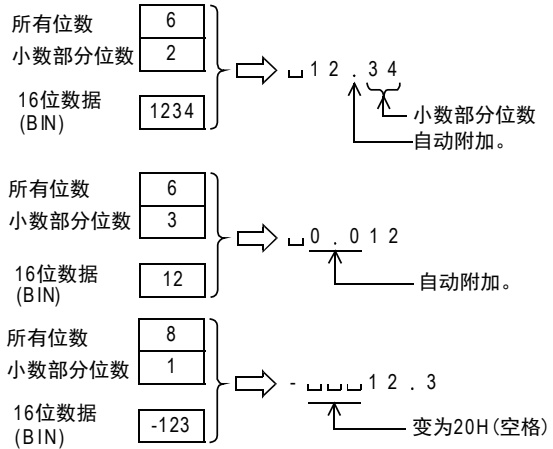 所有位数 6
小数部分位数 2
16位数据
(BIN) 1234
␣12.34
小数部分位数
自动附加。
所有位数 6
小数部分位数 3
16位数据
(BIN) 12
␣0.012
自动附加。
所有位数 8
小数部分位数 1
16位数据
(BIN) -123
-␣␣␣12.3
变为20H(空格)